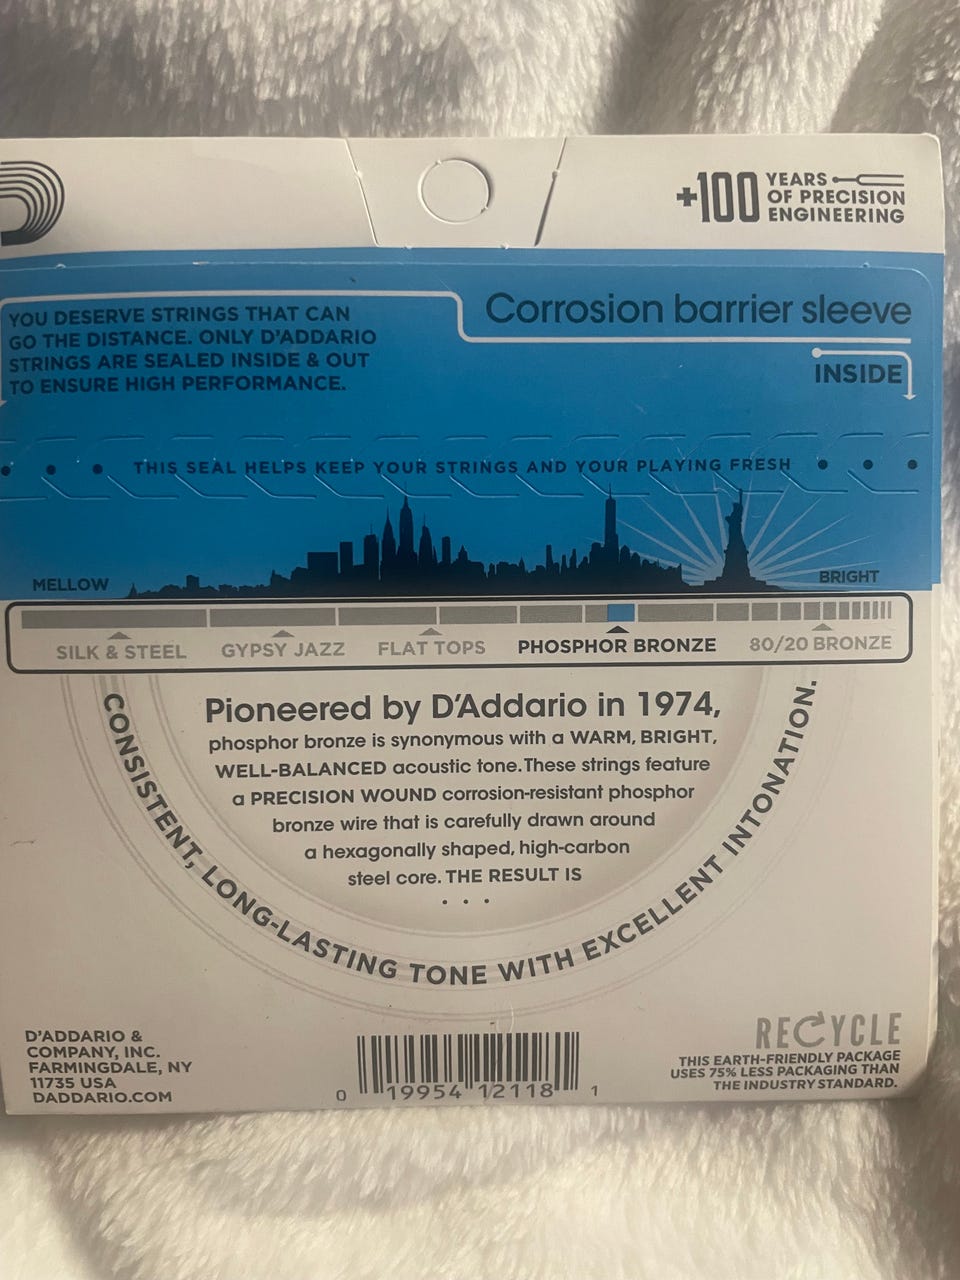 +100 YEARS
OF PRECISION
ENGINEERING
YOU DESERVE STRINGS THAT CAN
GO THE DISTANCE. ONLY D'ADDARIO
STRINGS ARE SEALED INSIDE & OUT
TO ENSURE HIGH PERFORMANCE.
Corrosion barrier sleeve
INSIDE
THIS SEAL HELPS KEEP YOUR STRINGS AND YOUR PLAYING FRESH
MELLOW
BRIGHT
SILK & STEEL GYPSY JAZZ FLAT TOPS PHOSPHOR BRONZE 80/20 BRONZE
Pioneered by D'Addario in 1974,
phosphor bronze is synonymous with a WARM, BRIGHT,
WELL-BALANCED acoustic tone. These strings feature
a PRECISION WOUND corrosion-resistant phosphor
bronze wire that is carefully drawn around
a hexagonally shaped, high-carbon
steel core. THE RESULT IS
. . .
CONSISTENT, LONG-LASTING TONE WITH EXCELLENT INTONATION.
D'ADDARIO &
COMPANY, INC.
FARMINGDALE, NY
11735 USA
DADDARIO.COM
0 19954 12118 1
RECYCLE
THIS EARTH-FRIENDLY PACKAGE
USES 75% LESS PACKAGING THAN
THE INDUSTRY STANDARD.